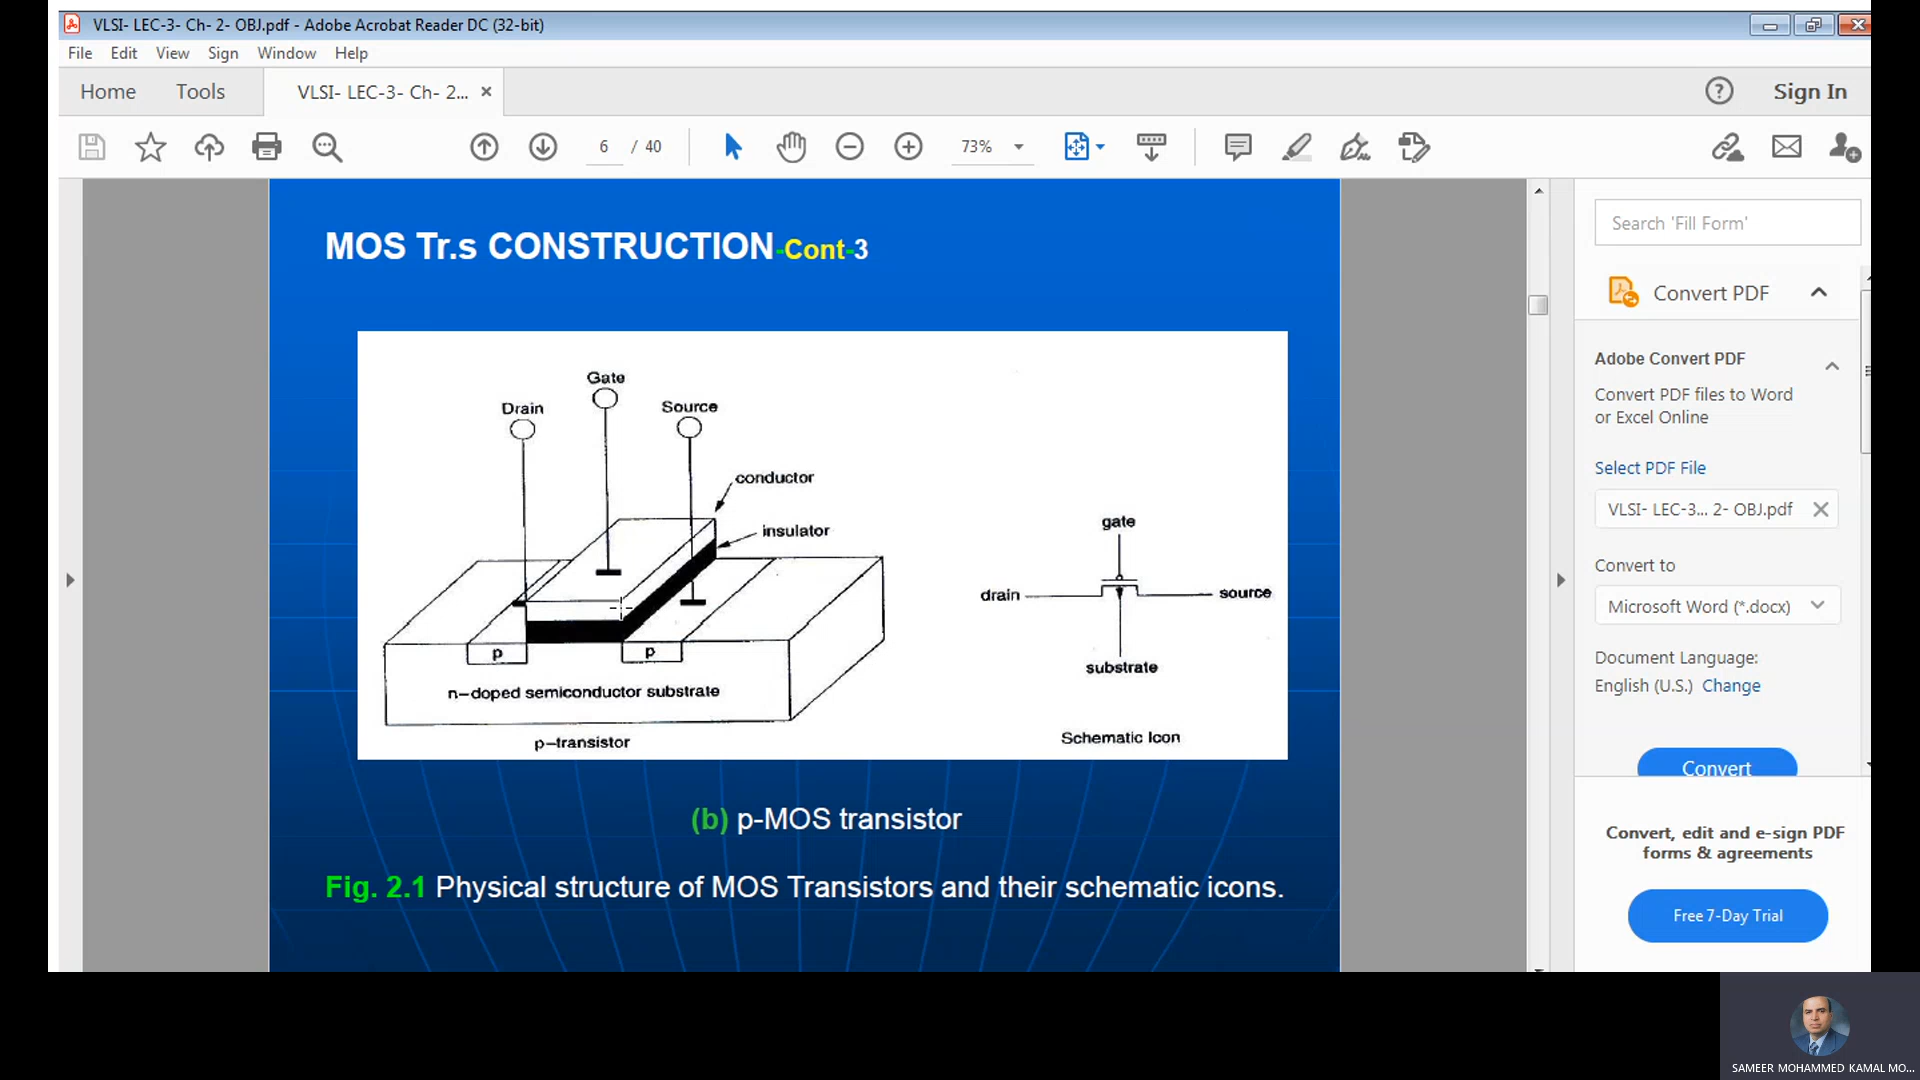 VLSI- LEC-3- Ch- 2- OBJ.pdf - Adobe Acrobat Reader DC (32-bit)
File Edit View Sign Window Help
Home Tools VLSI- LEC-3- Ch- 2... Sign In
6 / 40 73%
MOS Tr.s CONSTRUCTION-Cont-3
Gate
Drain
Source
conductor
insulator
p
p
n-doped semiconductor substrate
p-transistor
gate
drain
source
substrate
Schematic Icon
(b) p-MOS transistor
Fig. 2.1 Physical structure of MOS Transistors and their schematic icons.
Search 'Fill Form'
Convert PDF
Adobe Convert PDF
Convert PDF files to Word
or Excel Online
Select PDF File
VLSI- LEC-3... 2- OBJ.pdf
Convert to
Microsoft Word (*.docx)
Document Language:
English (U.S.) Change
Convert
Convert, edit and e-sign PDF
forms & agreements
Free 7-Day Trial
SAMEER MOHAMMED KAMAL MO...